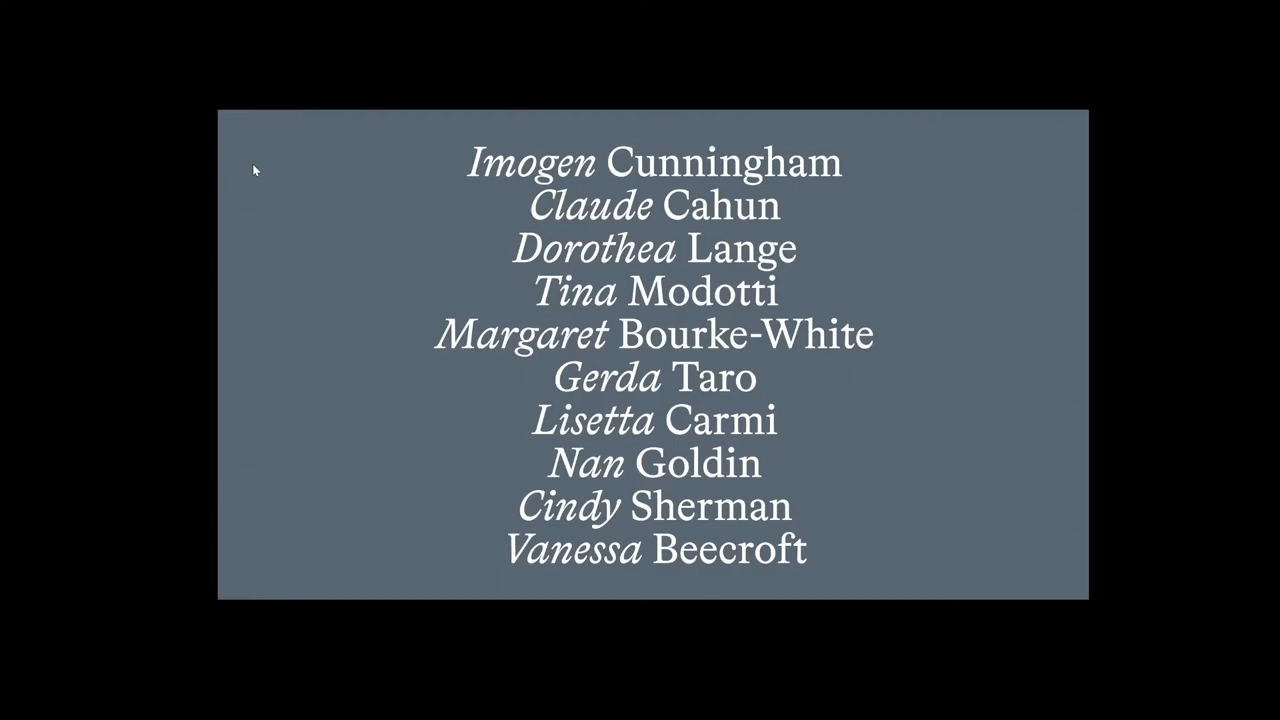 Imogen Cunningham
Claude Cahun
Dorothea Lange
Tina Modotti
Margaret Bourke-White
Gerda Taro
Lisetta Carmi
Nan Goldin
Cindy Sherman
Vanessa Beecroft